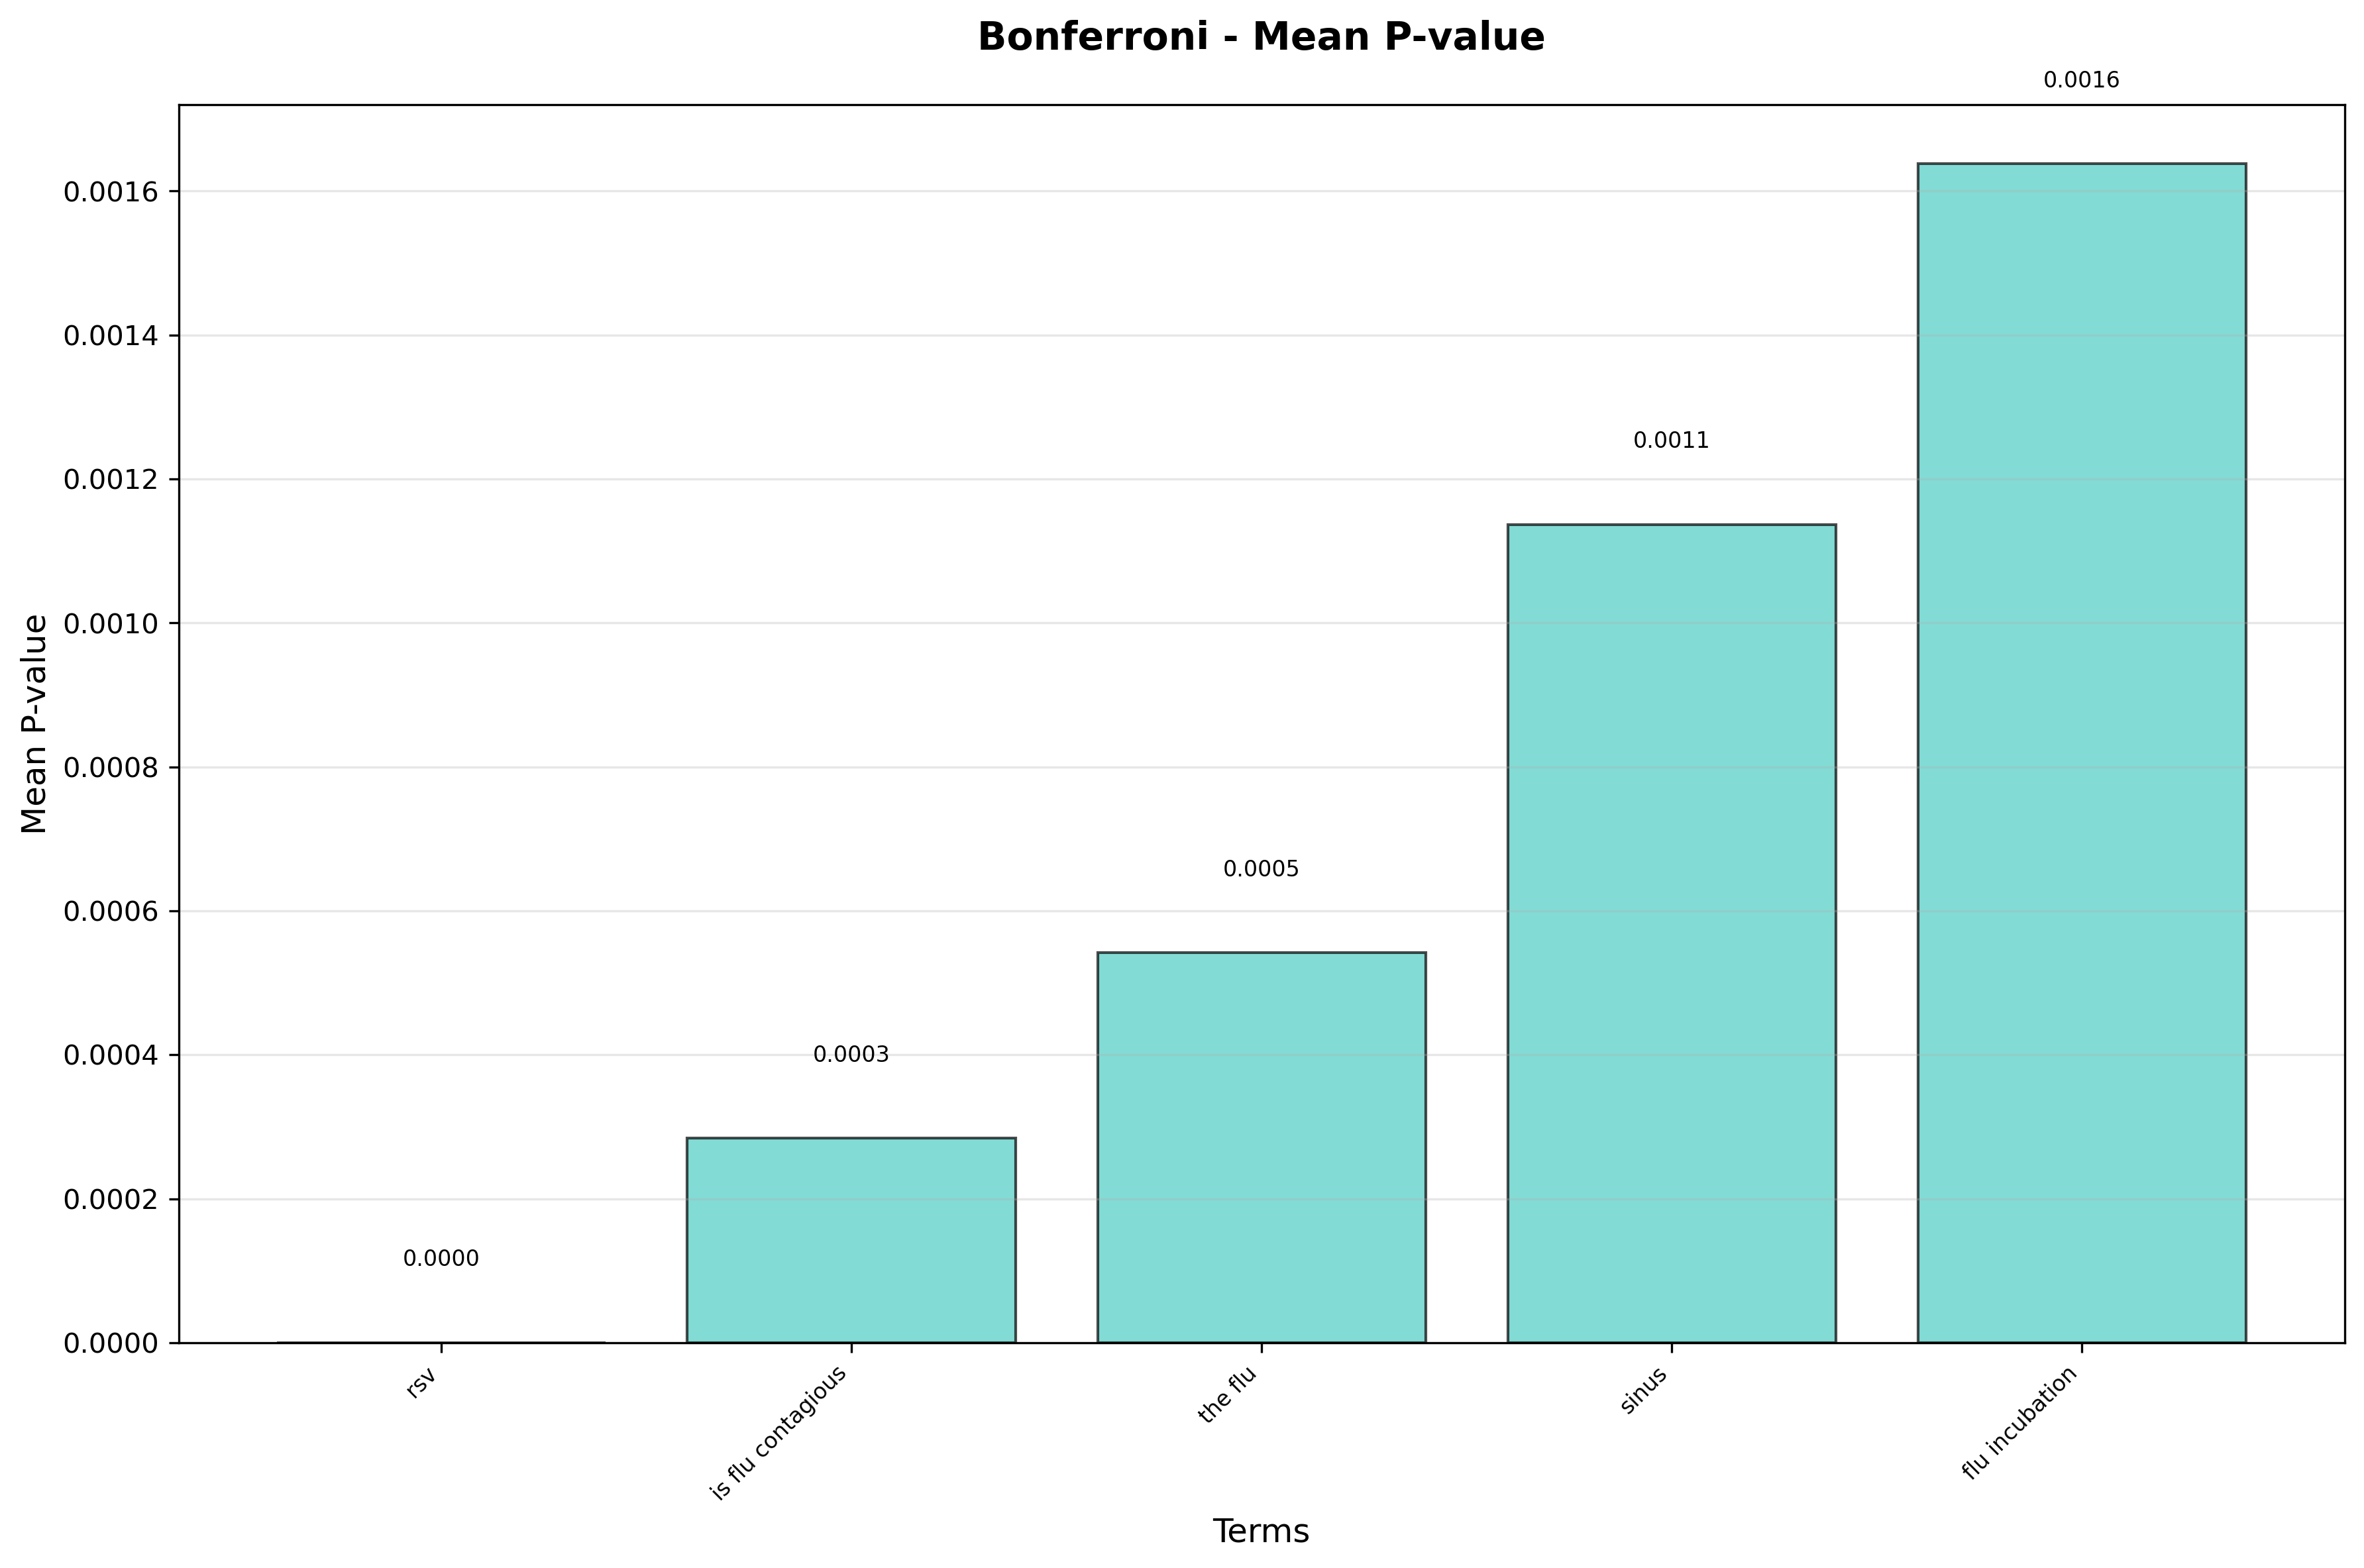 Bonferroni - Mean P-value
0.0016
0.0016
0.0014
0.0011
0.0012
0.0010
Mean P-value
0.0008
0.0005
0.0006
0.0003
0.0004
0.0002
0.0000
0.0000
rsv
is flu contagious
the flu
sinus
flu incubation
Terms